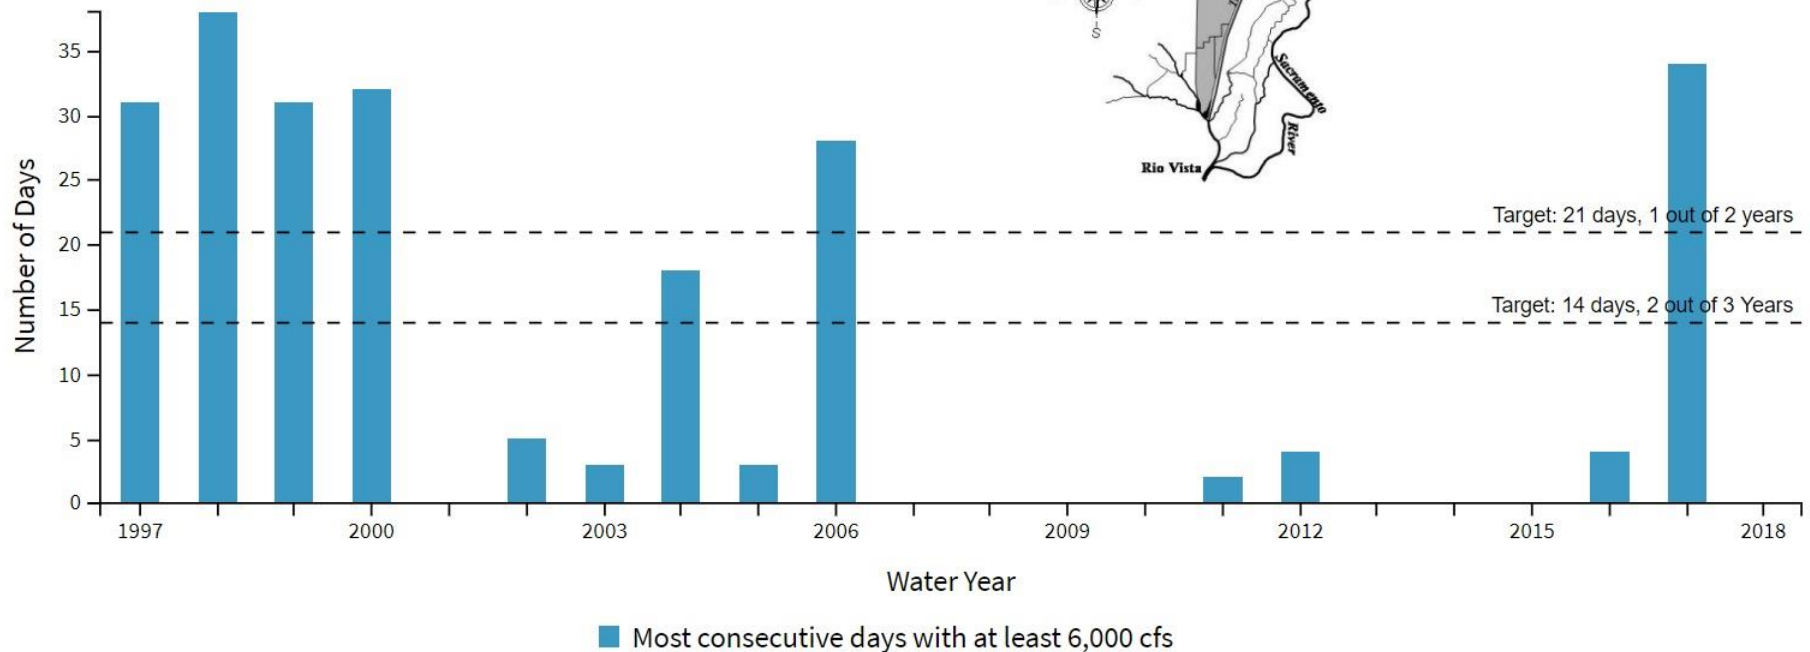 S
Sacramento
River
Rio Vista
Number of Days
35
30
25
20
15
10
5
0
Target: 21 days, 1 out of 2 years
Target: 14 days, 2 out of 3 Years
1997 2000 2003 2006 2009 2012 2015 2018
Water Year
Most consecutive days with at least 6,000 cfs